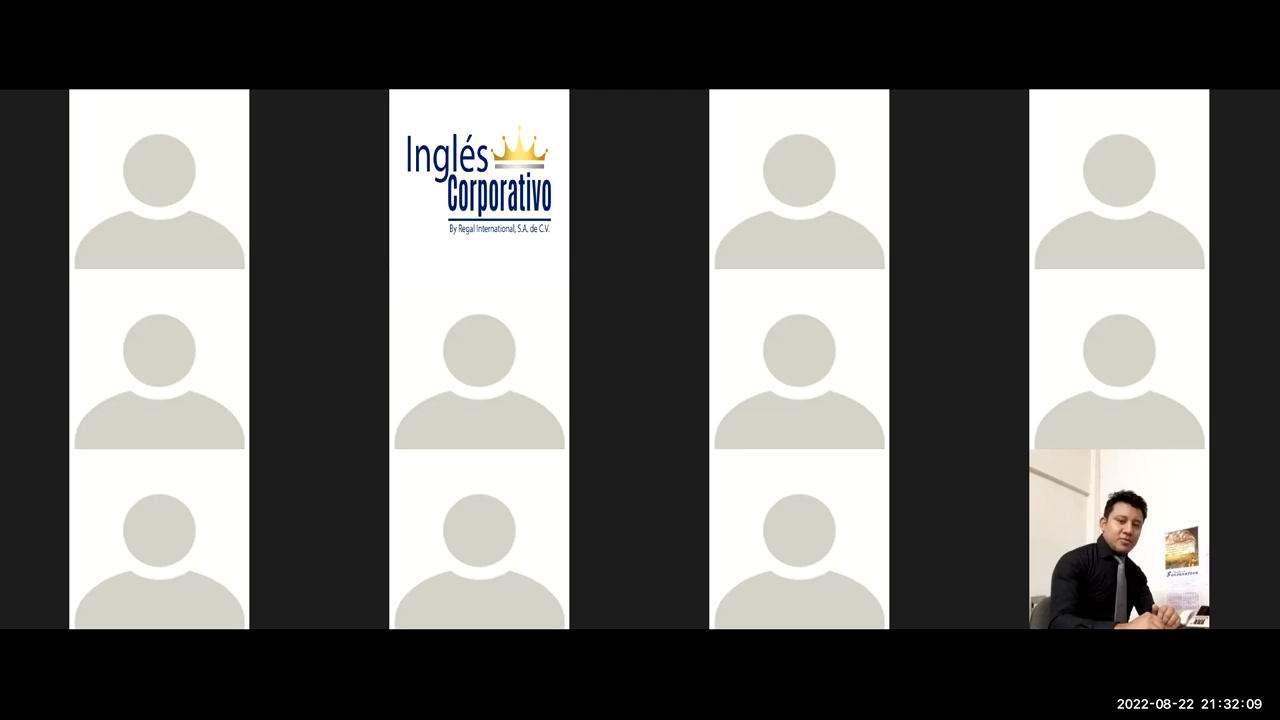 Inglés
Corporativo
By Regal International, S.A. de C.V.
2022-08-22 21:32:09